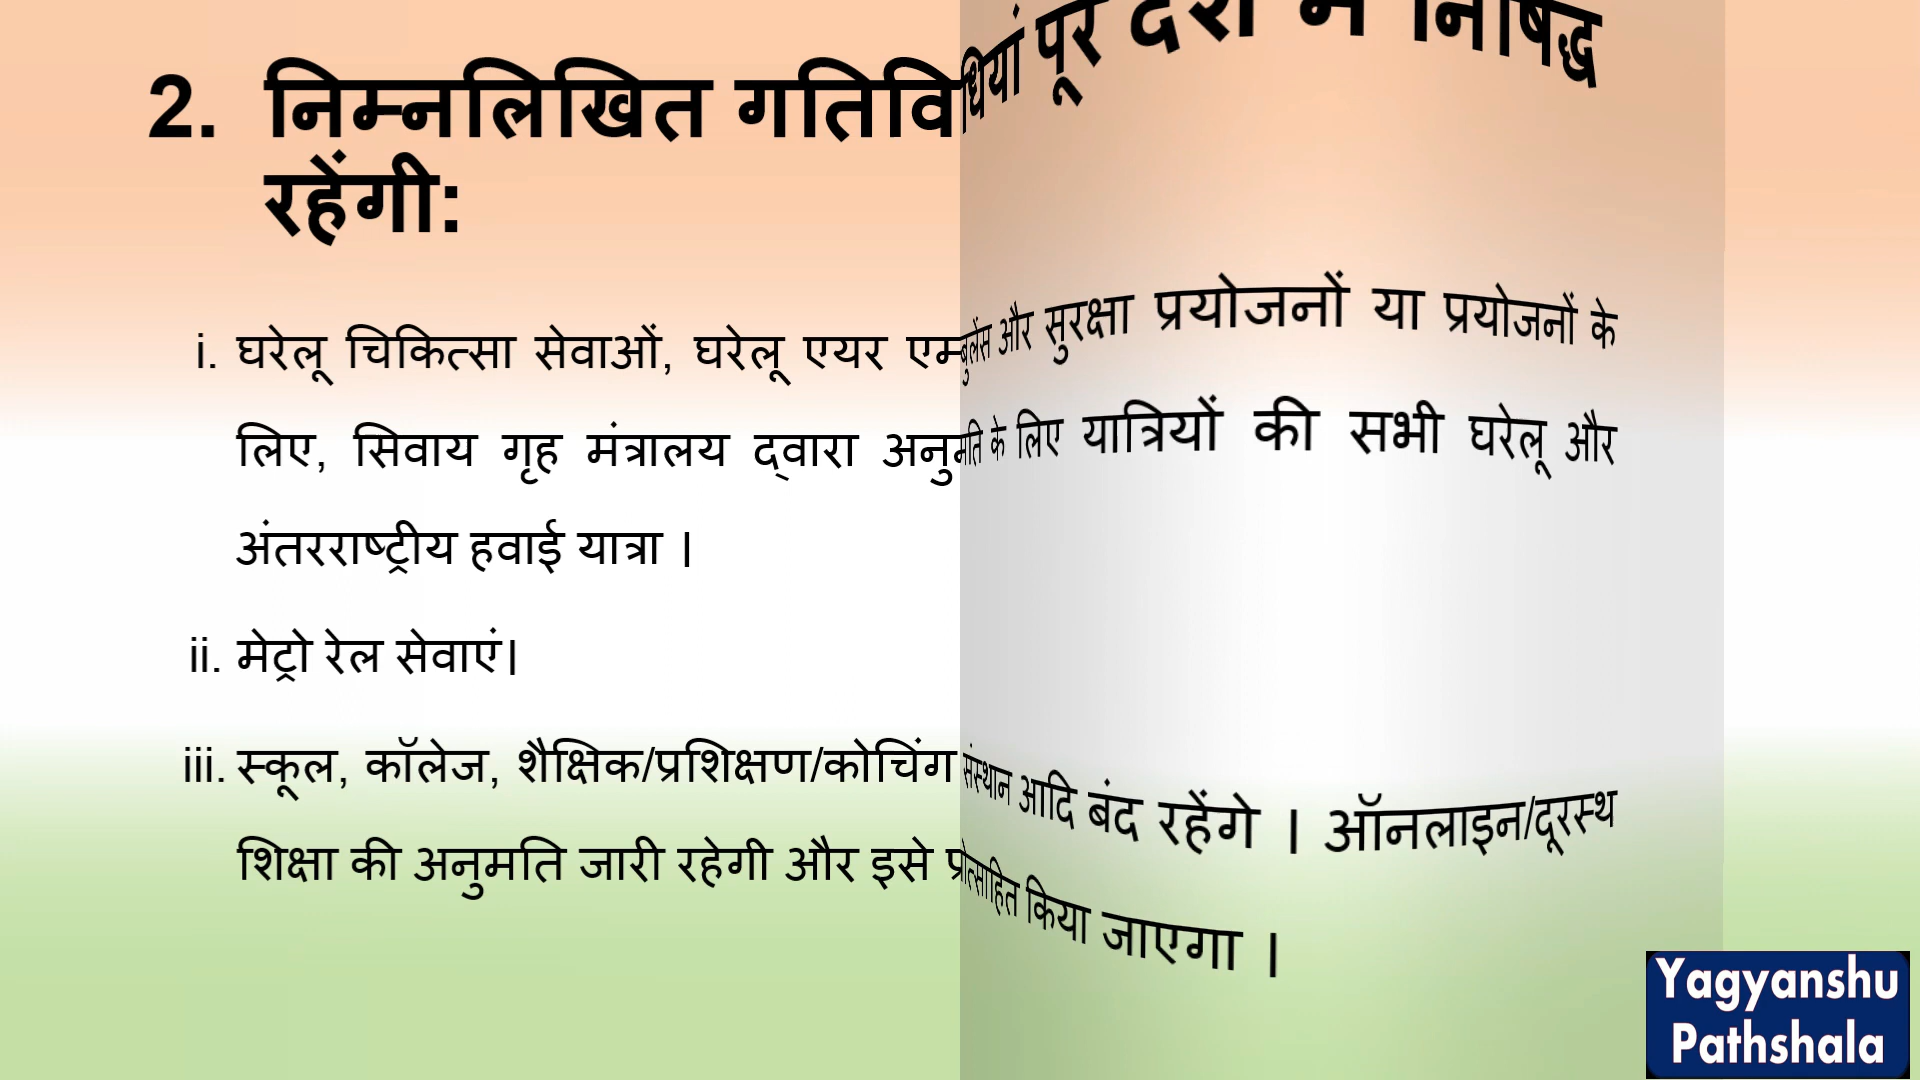 2. निम्नलिखित गतिविधियां पूरे देश में निषिद्ध
रहेंगी:
i. घरेलू चिकित्सा सेवाओं, घरेलू एयर एम्बुलेंस और सुरक्षा प्रयोजनों या प्रयोजनों के
लिए, सिवाय गृह मंत्रालय द्वारा अनुमति के लिए यात्रियों की सभी घरेलू और
अंतरराष्ट्रीय हवाई यात्रा ।
ii. मेट्रो रेल सेवाएं।
iii. स्कूल, कॉलेज, शैक्षिक/प्रशिक्षण/कोचिंग संस्थान आदि बंद रहेंगे । ऑनलाइन/दूरस्थ
शिक्षा की अनुमति जारी रहेगी और इसे प्रोत्साहित किया जाएगा ।
Yagyanshu
Pathshala